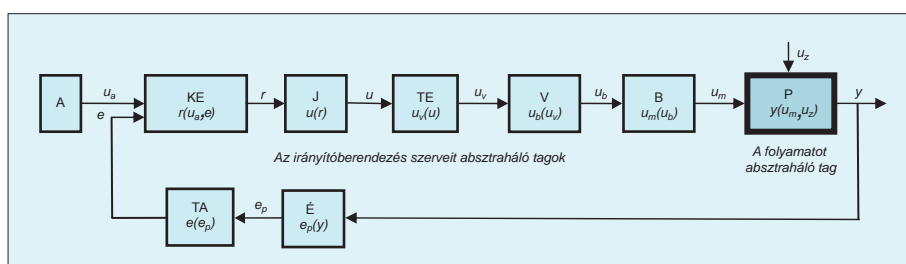 u_z
A
u_a
e
KE
r(u_a,e)
r
J
u(r)
u
TE
u_v(u)
u_v
V
u_b(u_v)
u_b
B
u_m(u_b)
u_m
P
y(u_m,u_z)
y
Az irányítóberendezés szerveit absztraháló tagok
A folyamatot
absztraháló tag
TA
e(e_p)
e_p
É
e_p(y)